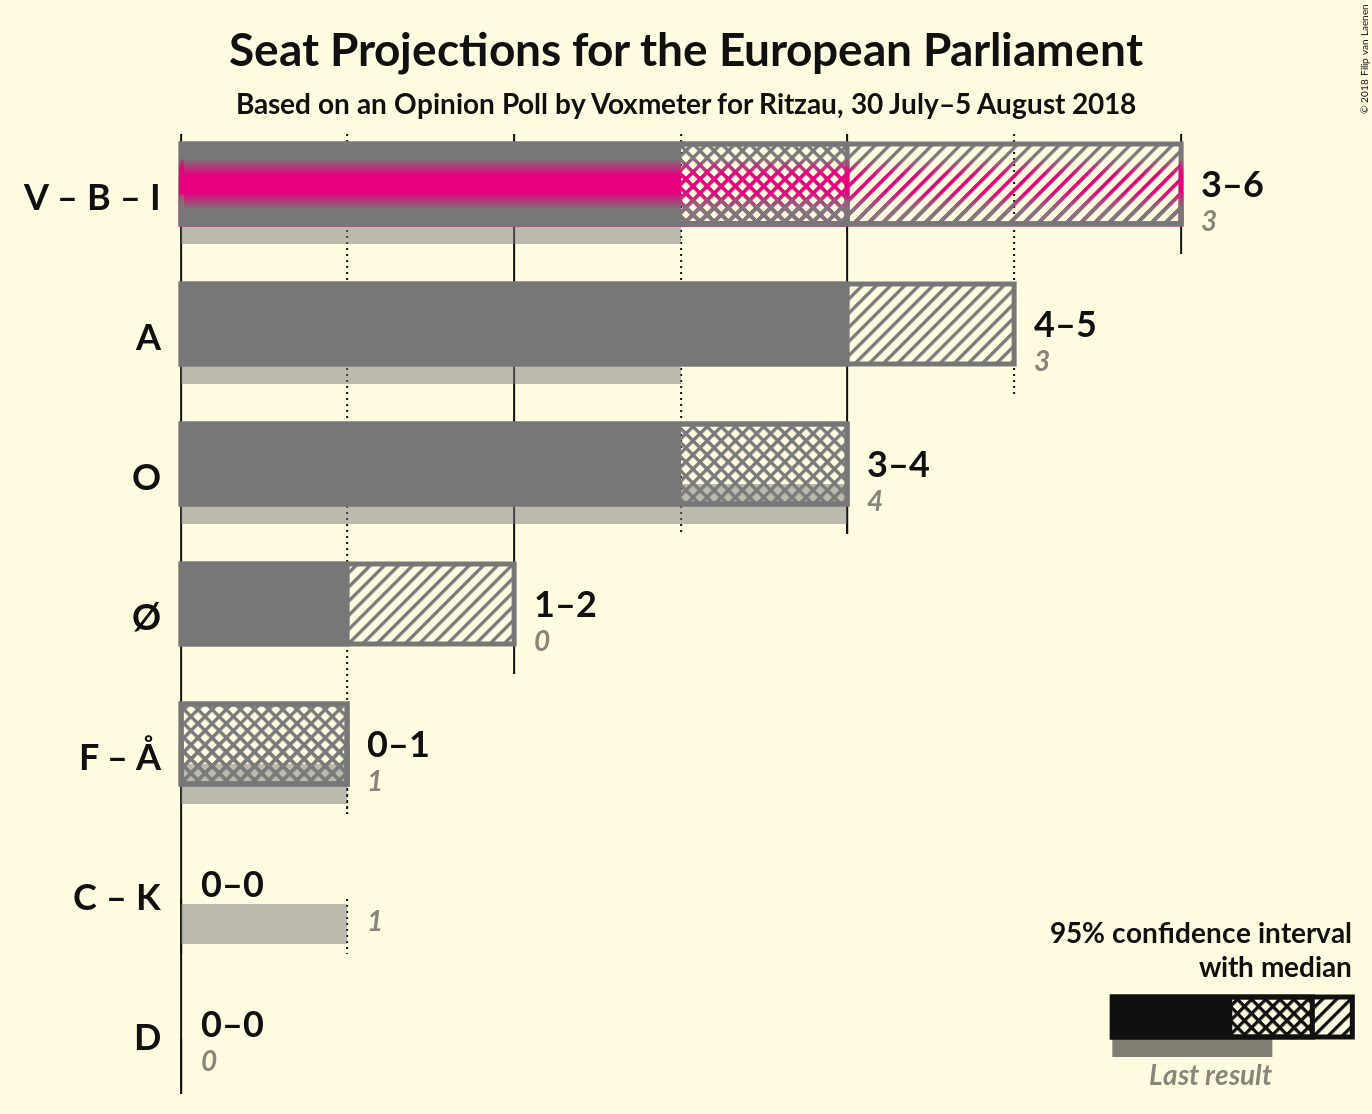 Seat Projections for the European Parliament
Based on an Opinion Poll by Voxmeter for Ritzau, 30 July–5 August 2018
© 2018 Filip van Laenen
V – B – I
3–6
3
A
4–5
3
O
3–4
4
Ø
1–2
0
F – Å
0–1
1
C – K
0–0
1
D
0–0
0
95% confidence interval
with median
Last result